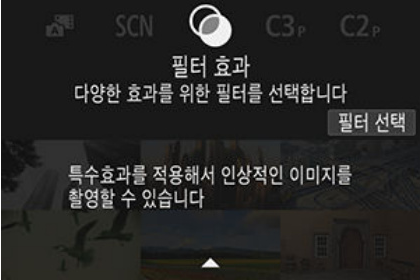 SCN C3P C2P
필터 효과
다양한 효과를 위한 필터를 선택합니다
필터 선택
특수효과를 적용해서 인상적인 이미지를
촬영할 수 있습니다